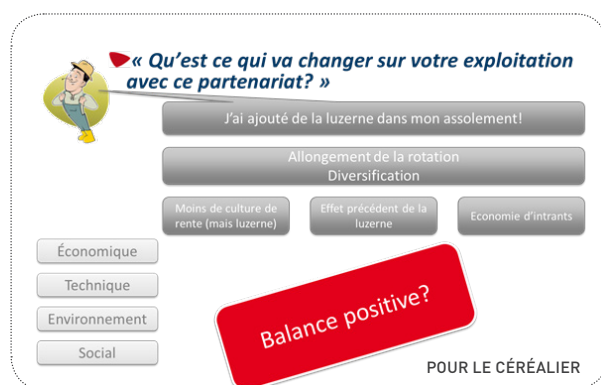 « Qu’est ce qui va changer sur votre exploitation
avec ce partenariat? »
J’ai ajouté de la luzerne dans mon assolement!
Allongement de la rotation
Diversification
Moins de culture de
rente (mais luzerne)
Effet précédent de la
luzerne
Economie d’intrants
Économique
Technique
Environnement
Social
Balance positive?
POUR LE CÉRÉALIER